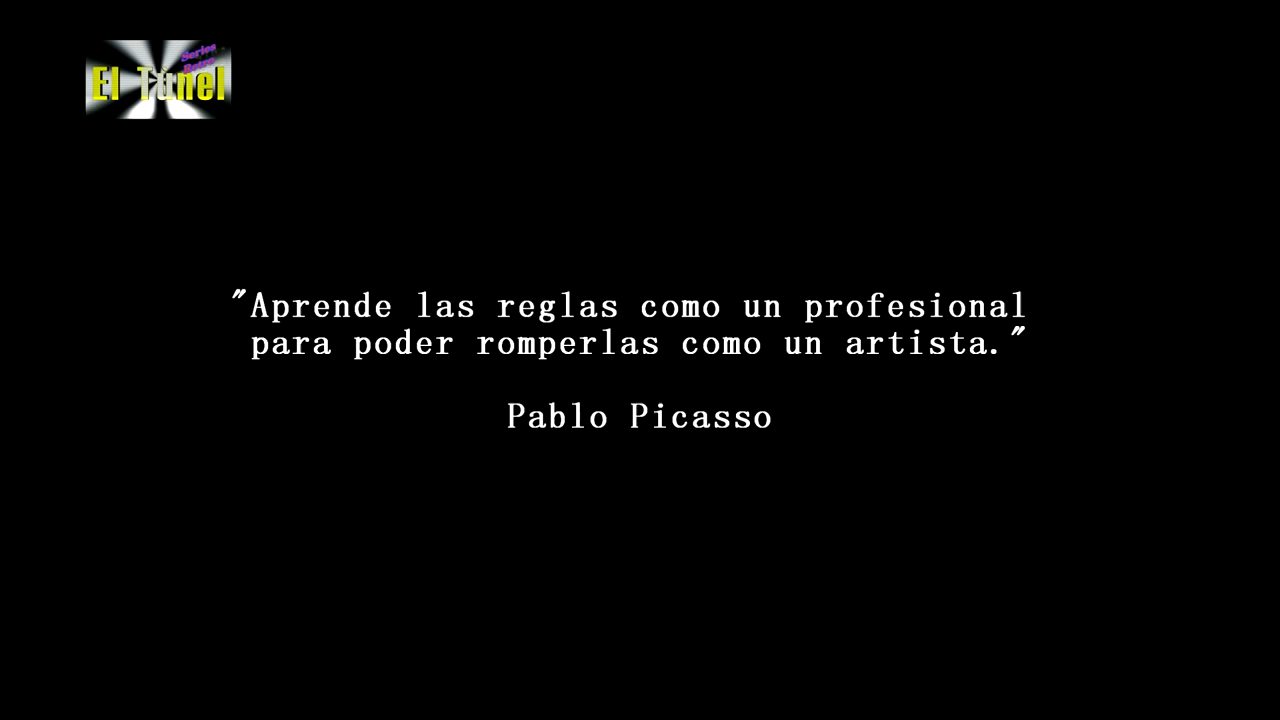 Series
Retro
El Túnel
"Aprende las reglas como un profesional
para poder romperlas como un artista."
Pablo Picasso